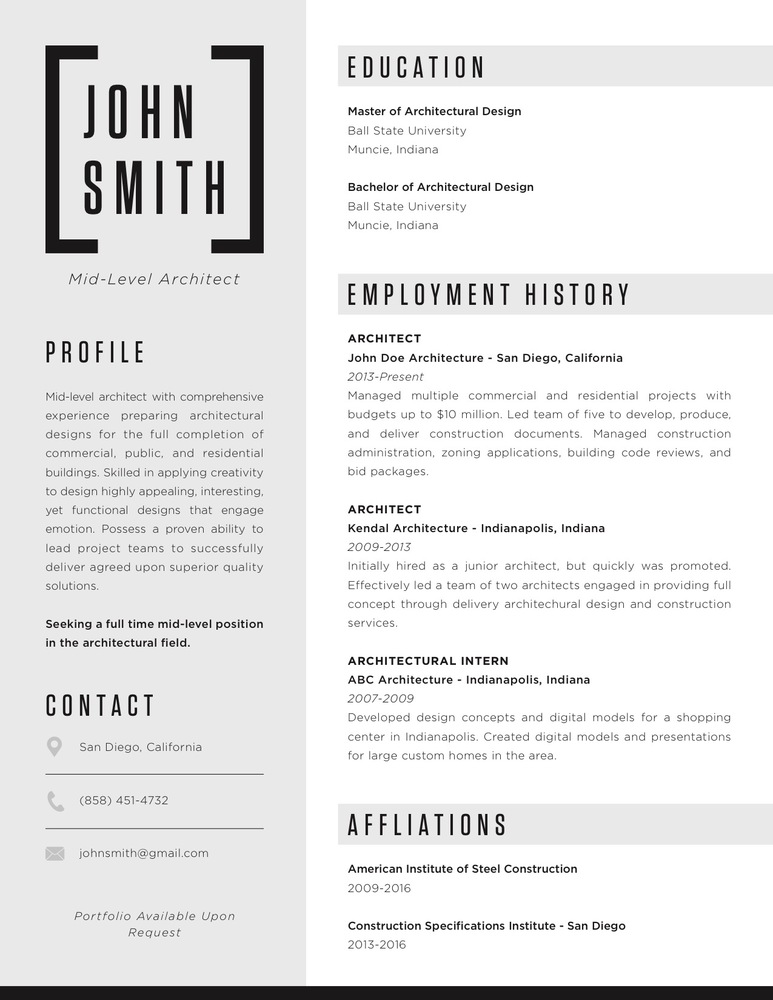 JOHN
SMITH
Mid-Level Architect
PROFILE
Mid-level architect with comprehensive
experience preparing architectural
designs for the full completion of
commercial, public, and residential
buildings. Skilled in applying creativity
to design highly appealing, interesting,
yet functional designs that engage
emotion. Possess a proven ability to
lead project teams to successfully
deliver agreed upon superior quality
solutions.
Seeking a full time mid-level position
in the architectural field.
CONTACT
San Diego, California
(858) 451-4732
johnsmith@gmail.com
Portfolio Available Upon
Request
EDUCATION
Master of Architectural Design
Ball State University
Muncie, Indiana
Bachelor of Architectural Design
Ball State University
Muncie, Indiana
EMPLOYMENT HISTORY
ARCHITECT
John Doe Architecture - San Diego, California
2013-Present
Managed multiple commercial and residential projects with
budgets up to $10 million. Led team of five to develop, produce,
and deliver construction documents. Managed construction
administration, zoning applications, building code reviews, and
bid packages.
ARCHITECT
Kendal Architecture - Indianapolis, Indiana
2009-2013
Initially hired as a junior architect, but quickly was promoted.
Effectively led a team of two architects engaged in providing full
concept through delivery architechural design and construction
services.
ARCHITECTURAL INTERN
ABC Architecture - Indianapolis, Indiana
2007-2009
Developed design concepts and digital models for a shopping
center in Indianapolis. Created digital models and presentations
for large custom homes in the area.
AFFLIATIONS
American Institute of Steel Construction
2009-2016
Construction Specifications Institute - San Diego
2013-2016